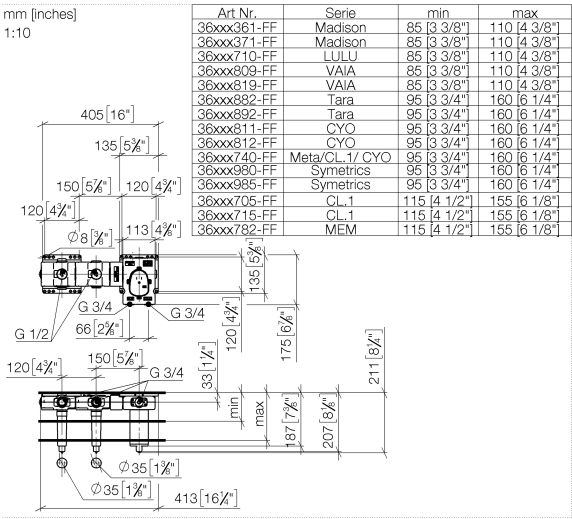 mm [inches]
1:10
Art Nr. Serie min max
36xxx361-FF Madison 85 [3 3/8"] 110 [4 3/8"]
36xxx371-FF Madison 85 [3 3/8"] 110 [4 3/8"]
36xxx710-FF LULU 85 [3 3/8"] 110 [4 3/8"]
36xxx809-FF VAIA 85 [3 3/8"] 110 [4 3/8"]
36xxx819-FF VAIA 85 [3 3/8"] 110 [4 3/8"]
36xxx882-FF Tara 95 [3 3/4"] 160 [6 1/4"]
36xxx892-FF Tara 95 [3 3/4"] 160 [6 1/4"]
36xxx811-FF CYO 95 [3 3/4"] 160 [6 1/4"]
36xxx812-FF CYO 95 [3 3/4"] 160 [6 1/4"]
36xxx740-FF Meta/CL.1/ CYO 95 [3 3/4"] 160 [6 1/4"]
36xxx980-FF Symetrics 95 [3 3/4"] 160 [6 1/4"]
36xxx985-FF Symetrics 95 [3 3/4"] 160 [6 1/4"]
36xxx705-FF CL.1 115 [4 1/2"] 155 [6 1/8"]
36xxx715-FF CL.1 115 [4 1/2"] 155 [6 1/8"]
36xxx782-FF MEM 115 [4 1/2"] 155 [6 1/8"]
405 [16"]
135 [5⅜"]
150 [5⅞"] 120 [4¾"]
120 [4¾"]
Ø8 [⅜"] 113 [4⅜"]
135 [5⅜"]
120 [4¾"]
175 [6⅞"]
G 3/4 G 3/4
G 1/2
66 [2⅝"]
120 [4¾"] 150 [5⅞"]
G 3/4
33 [1¼"]
211 [8¼"]
min
max
187 [7⅜"]
207 [8⅛"]
Ø35 [1⅜"]
Ø35 [1⅜"]
413 [16¼"]